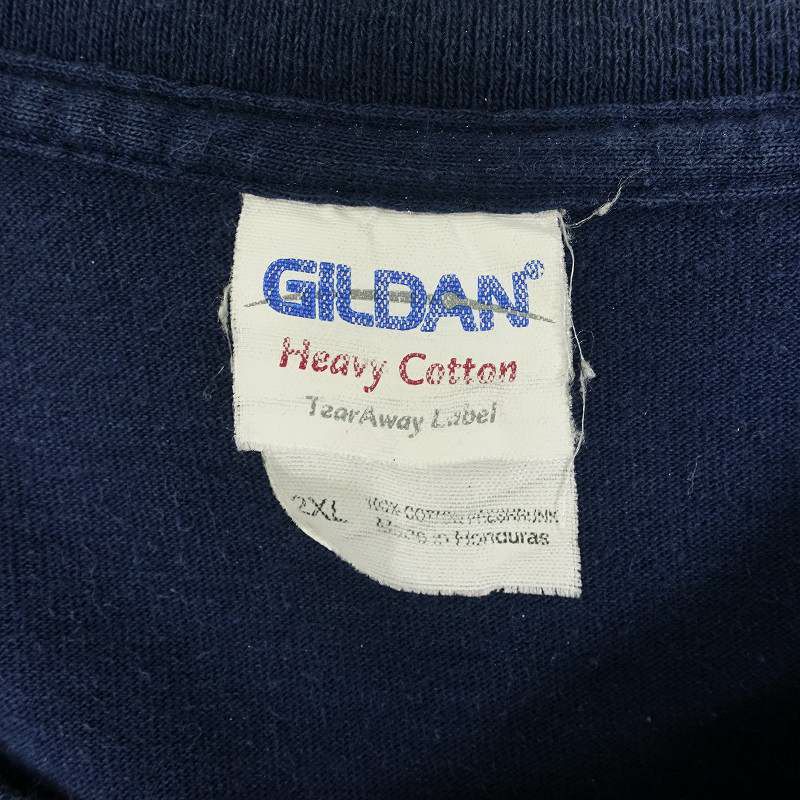 GILDAN®
Heavy Cotton
TearAway Label
2XL
100% COTTON PRESHRUNK
Made in Honduras